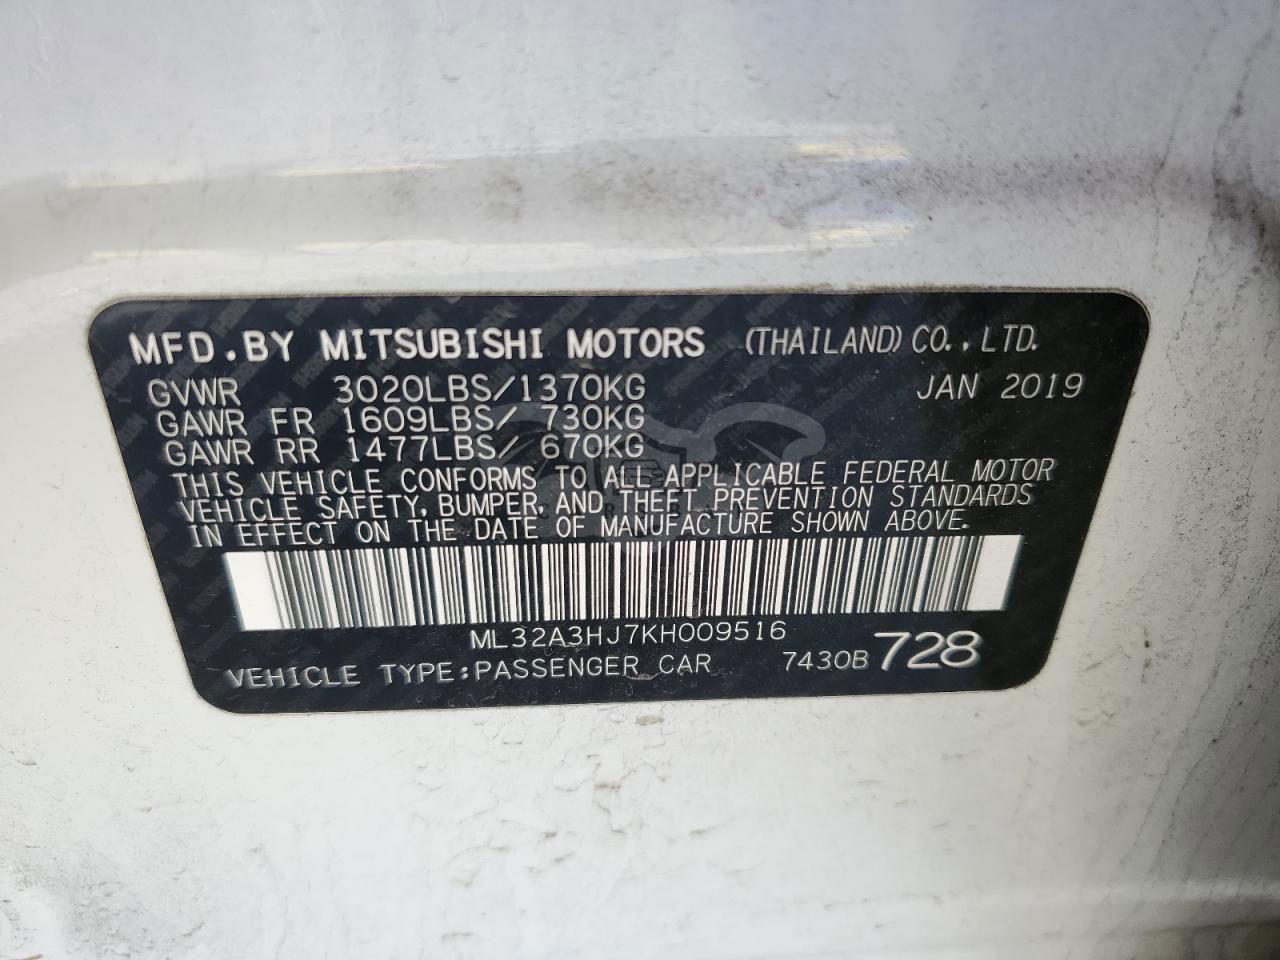 MFD.BY MITSUBISHI MOTORS (THAILAND) CO.,LTD.
GVWR 3020LBS/1370KG JAN 2019
GAWR FR 1609LBS/ 730KG
GAWR RR 1477LBS/ 670KG
THIS VEHICLE CONFORMS TO ALL APPLICABLE FEDERAL MOTOR
VEHICLE SAFETY, BUMPER, AND THEFT PREVENTION STANDARDS
IN EFFECT ON THE DATE OF MANUFACTURE SHOWN ABOVE.
ML32A3HJ7KH009516
VEHICLE TYPE:PASSENGER CAR 7430B 728